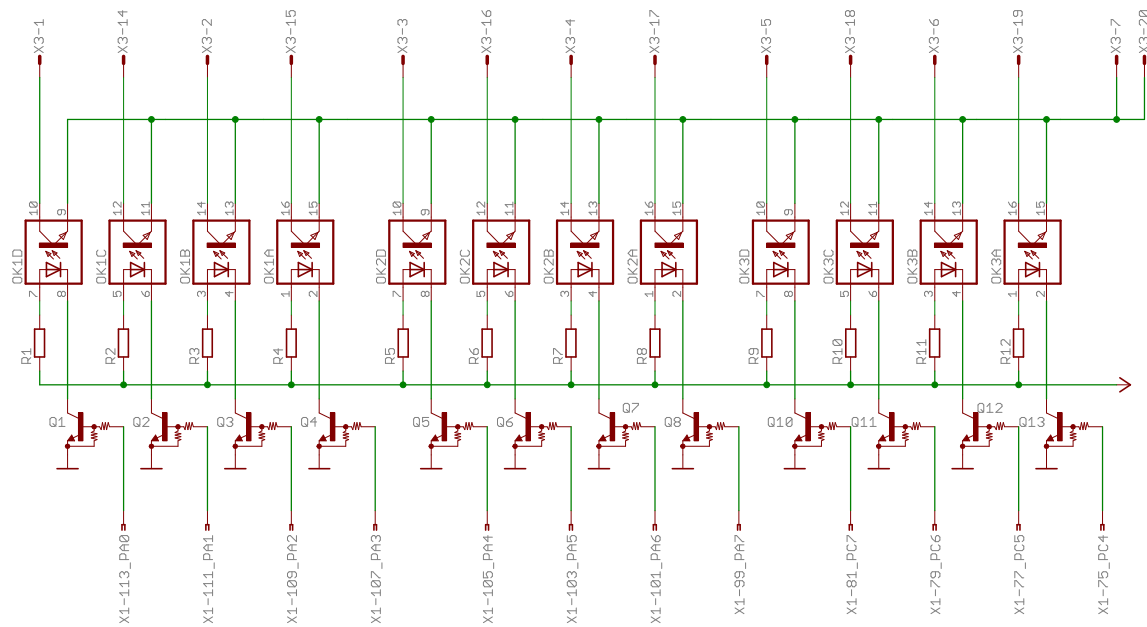 X3-1
X3-14
X3-2
X3-15
X3-3
X3-16
X3-4
X3-17
X3-5
X3-18
X3-6
X3-19
X3-7
X3-20
10 9
12 11
14 13
16 15
10 9
12 11
14 13
16 15
10 9
12 11
14 13
16 15
OK1D
OK1C
OK1B
OK1A
OK2D
OK2C
OK2B
OK2A
OK3D
OK3C
OK3B
OK3A
7 8
5 6
3 4
1 2
7 8
5 6
3 4
1 2
7 8
5 6
3 4
1 2
R1
R2
R3
R4
R5
R6
R7
R8
R9
R10
R11
R12
Q1
Q2
Q3
Q4
Q5
Q6
Q7
Q8
Q10
Q11
Q12
Q13
X1-113_PA0
X1-111_PA1
X1-109_PA2
X1-107_PA3
X1-105_PA4
X1-103_PA5
X1-101_PA6
X1-99_PA7
X1-81_PC7
X1-79_PC6
X1-77_PC5
X1-75_PC4